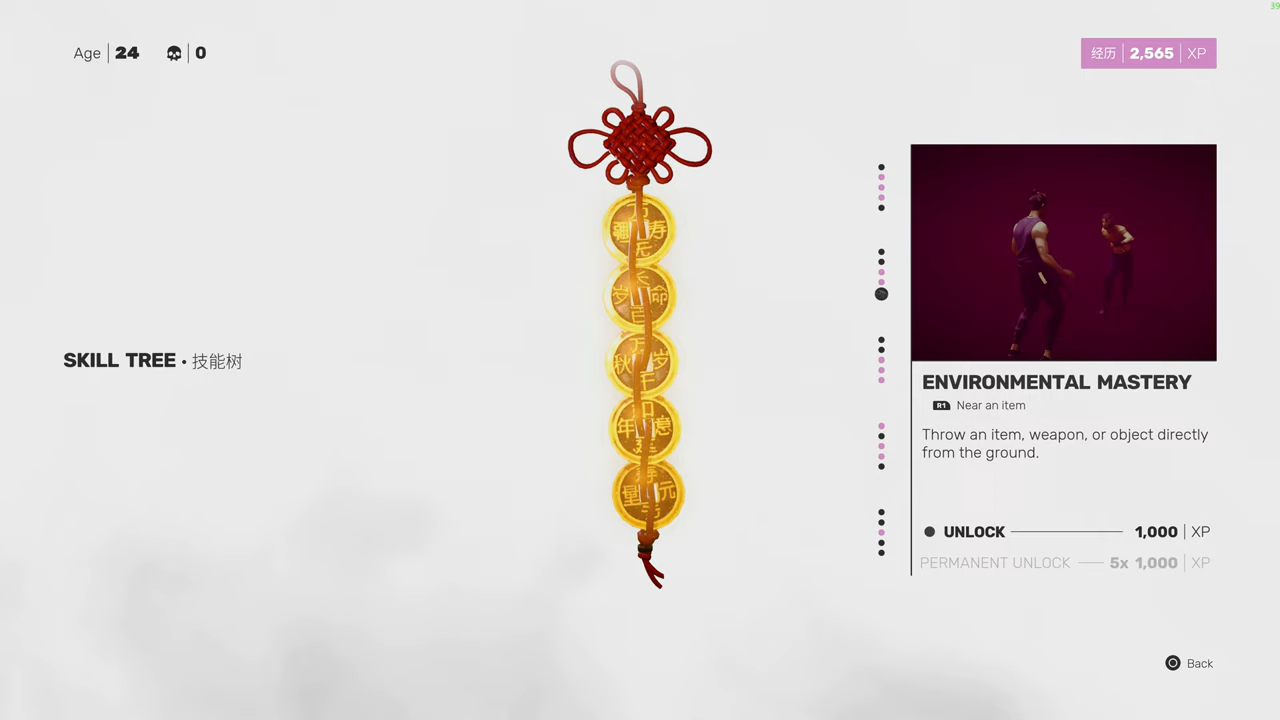 39
Age 24 0
经历 2,565 XP
SKILL TREE • 技能树
ENVIRONMENTAL MASTERY
R1 Near an item
Throw an item, weapon, or object directly
from the ground.
UNLOCK 1,000 XP
PERMANENT UNLOCK 5x 1,000 XP
Back